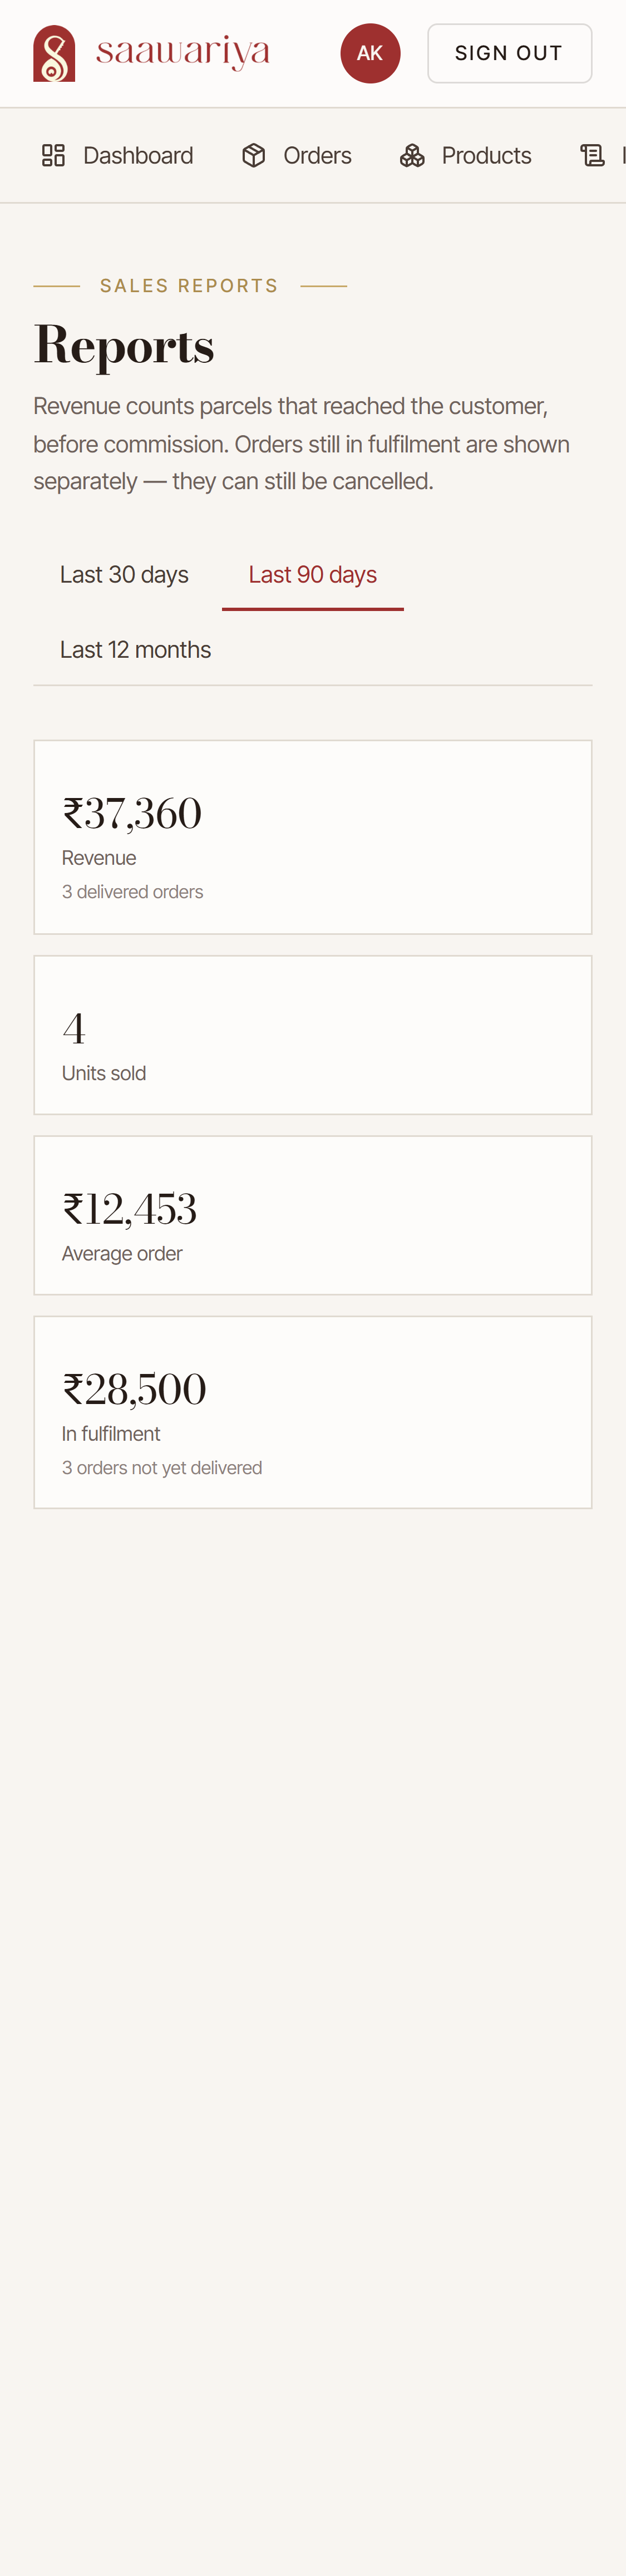 saawariya
AK
SIGN OUT
Dashboard
Orders
Products
SALES REPORTS
Reports
Revenue counts parcels that reached the customer,
before commission. Orders still in fulfilment are shown
separately — they can still be cancelled.
Last 30 days
Last 90 days
Last 12 months
₹37,360
Revenue
3 delivered orders
4
Units sold
₹12,453
Average order
₹28,500
In fulfilment
3 orders not yet delivered